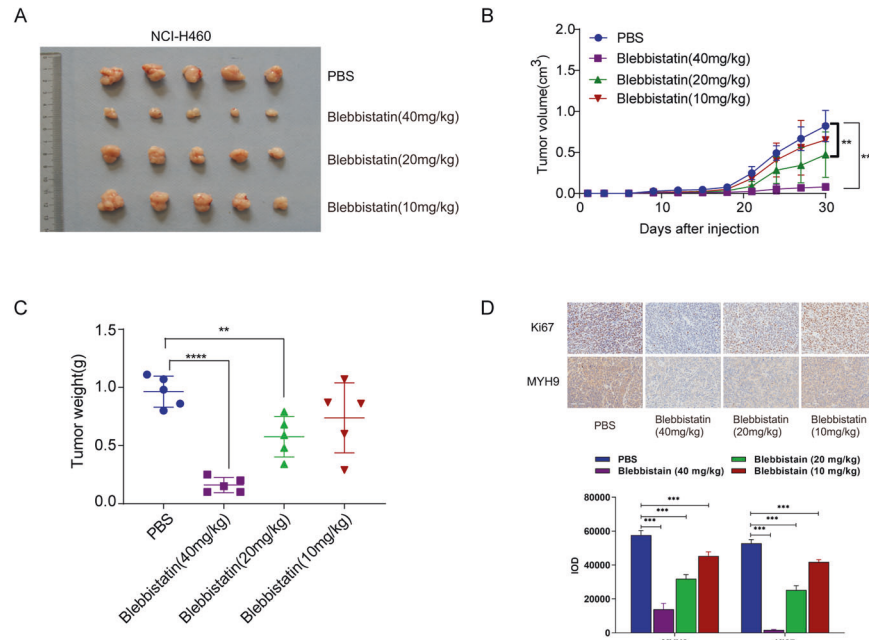 A
NCI-H460
PBS
Blebbistatin(40mg/kg)
Blebbistatin(20mg/kg)
Blebbistatin(10mg/kg)
B
Tumor volume(cm3)
2.0
1.5
1.0
0.5
0.0
0
10
20
30
Days after injection
PBS
Blebbistatin(40mg/kg)
Blebbistatin(20mg/kg)
Blebbistatin(10mg/kg)
**
**
C
Tumor weight(g)
1.5
1.0
0.5
0.0
**
****
PBS
Blebbistatin(40mg/kg)
Blebbistatin(20mg/kg)
Blebbistatin(10mg/kg)
D
Ki67
MYH9
PBS
Blebbistatin
(40mg/kg)
Blebbistatin
(20mg/kg)
Blebbistatin
(10mg/kg)
PBS
Blebbistain (40 mg/kg)
Blebbistain (20 mg/kg)
Blebbistain (10 mg/kg)
IOD
80000
60000
40000
20000
0
***
***
***
***
***
***